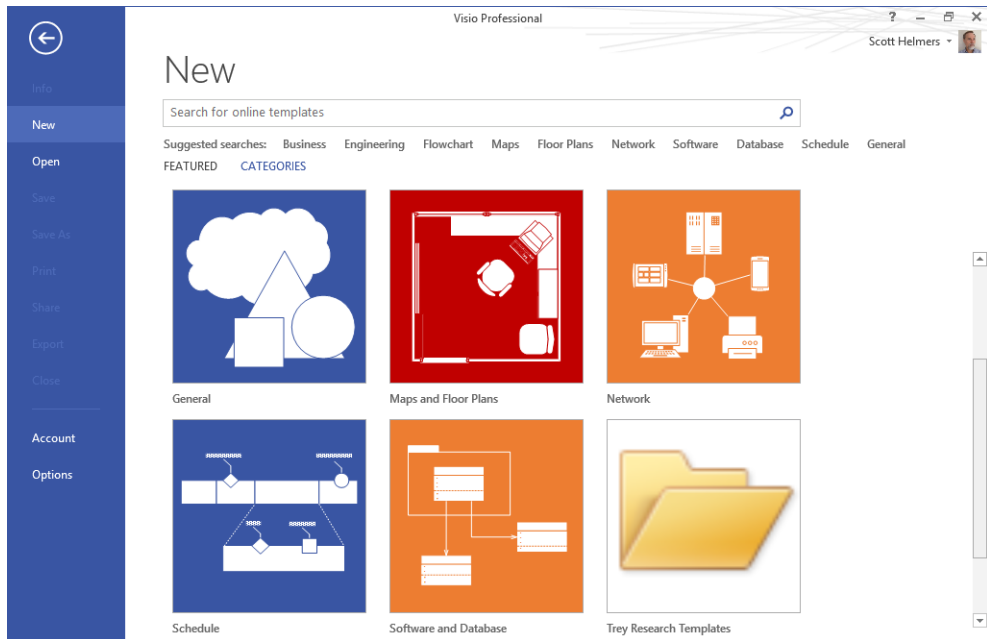 Visio Professional
?
Scott Helmers
Info
New
Open
Save
Save As
Print
Share
Export
Close
Account
Options
New
Search for online templates
Suggested searches: Business Engineering Flowchart Maps Floor Plans Network Software Database Schedule General
FEATURED CATEGORIES
General Maps and Floor Plans Network
Schedule Software and Database Trey Research Templates